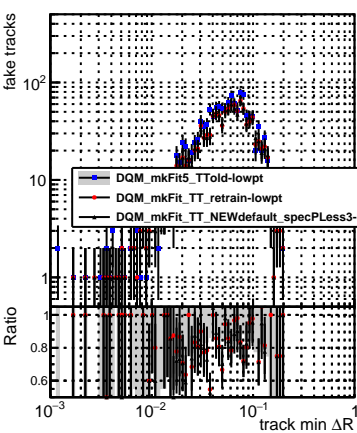 fake tracks
10²
10
1
DQM_mkFit5_TTold-lowpt
DQM_mkFit_TT_retrain-lowpt
DQM_mkFit_TT_NEWdefault_specPLess3-
Ratio
1
0.8
0.6
10⁻³ 10⁻² 10⁻¹ 1
track min ΔR